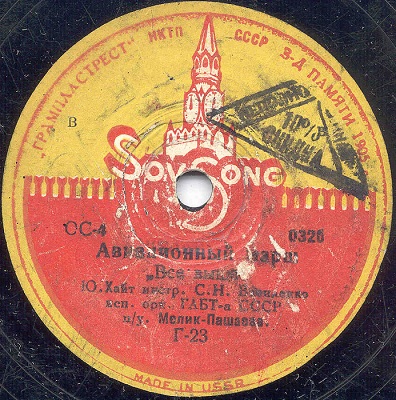 "ГРАМПЛАСТРЕСТ" НКТП СССР З-Д ПАМЯТИ 1905
В
SOVSONG
ОС-4 0326
Авиационный марш
„Все выше
Ю. Хайт инстр. С. Н. Василенко
исп. орк. ГАБТ-а СССР
п/у. Мелик-Пашаева.
Г-23
MADE IN USSR